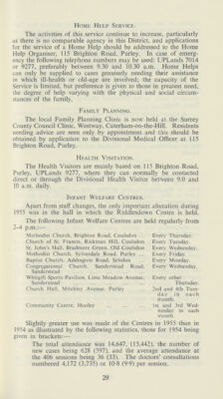 HOME HELP SERVICE.
The activities of this service continue to increase, particularly
as there is no comparable agency in this District, and applications
for the service of a Home Help should be addressed to the Home
Help Organiser, 115 Brighton Road, Purley. In case of emerg-
ency the following telephone numbers may be used: UPLands 7014
or 9277, preferably between 9.30 and 10.30 a.m. Home Helps
can only be supplied to cases genuinely needing their assistance
in which ill-health or old-age are involved; the capacity of the
Service is limited, but preference is given to those in greatest need,
the degree of help varying with the physical and social circum-
stances of the family.
FAMILY PLANNING.
The local Family Planning Clinic is now held at the Surrey
County Council Clinic, Westway, Caterham-on-the-Hill. Residents
needing advice are seen only by appointment and this should be
obtained by application to the Divisional Medical Officer at 115
Brighton Road, Purley.
HEALTH VISITATION.
The Health Visitors are mainly based on 115 Brighton Road,
Purley, UPLands 9277, where they can normally be contacted
direct or through the Divisional Health Visitor between 9.0 and
10 a.m. daily.
INFANT WELFARE CENTRES.
Apart from staff changes, the only important alteration during
1955 was in the hall in which the Riddlesdown Centre is held.
The following Infant Welfare Centres are held regularly from
2-4 p.m.:—
Methodist Church, Brighton Road, Coulsdon ... Every Thursday.
Church of St. Francis, Rickman Hill, Coulsdon ... Every Tuesday.
St. John's Hall, Bradmore Green, Old Coulsdon Every Wednesday.
Methodist Church, Sylverdale Road, Purley ... Every Friday.
Baptist Church, Addington Road, Selsdon ... Every Monday.
Congregational Church, Sanderstead Road,
Sanderstead ... Every Wednesday.
Whitgift Sports Pavilion, Lime Meadow Avenue,
Sanderstead ... Every other
Thursday.
Church Hall, Mitchley Avenue, Purley ... 2nd and 4th Tues-
day in each
month.
Community Centre, Hooley ... 1st and 3rd Wed-
nesday in each
month.
Slightly greater use was made of the Centres in 1955 than in
1954 as illustrated by the following statistics, those for 1954 being
given in brackets:—
The total attendance was 14,647, (13,442), the number of
new cases being 628 (597), and the average attendance at
the 406 sessions being 36 (33). The doctors' consultations
numbered 4,172 (3,735) or 10.8 (9.9) per session.
29